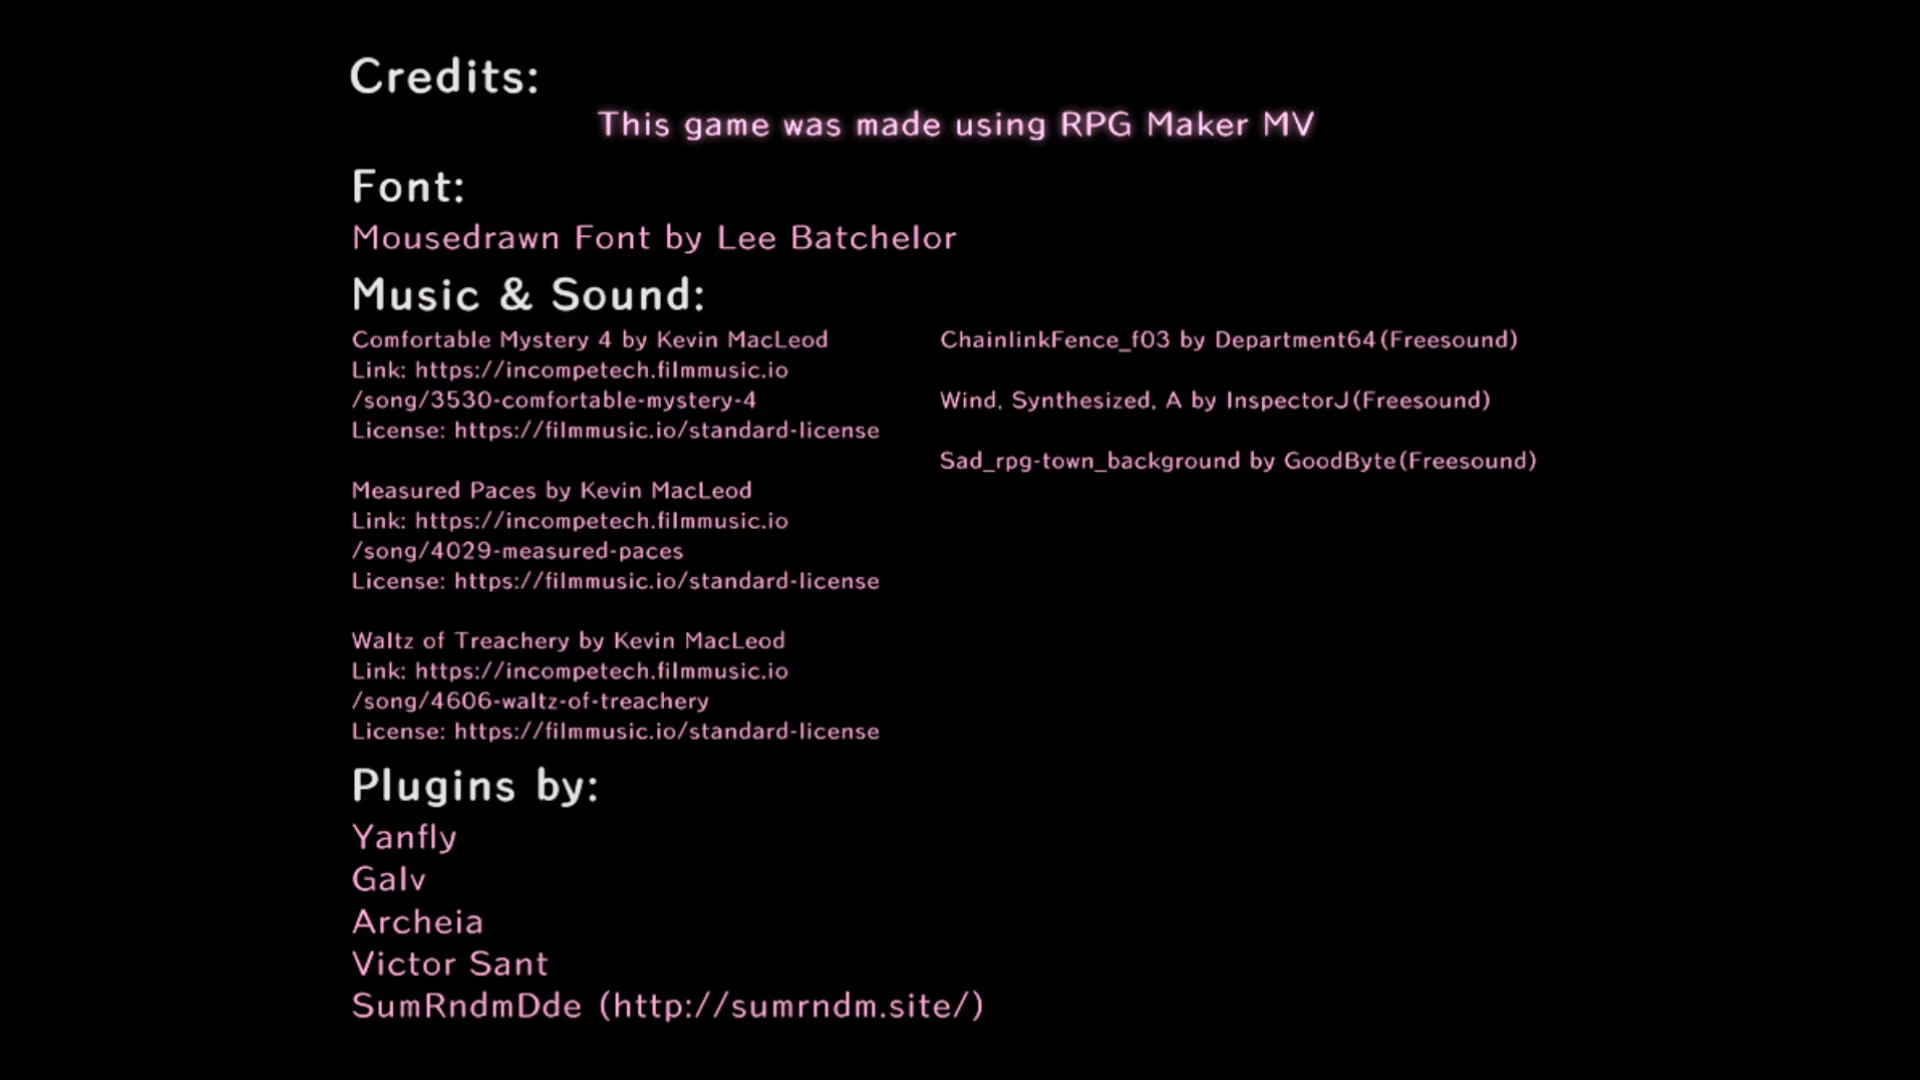 Credits:
This game was made using RPG Maker MV
Font:
Mousedrawn Font by Lee Batchelor
Music & Sound:
Comfortable Mystery 4 by Kevin MacLeod
Link: https://incompetech.filmmusic.io
/song/3530-comfortable-mystery-4
License: https://filmmusic.io/standard-license
Measured Paces by Kevin MacLeod
Link: https://incompetech.filmmusic.io
/song/4029-measured-paces
License: https://filmmusic.io/standard-license
Waltz of Treachery by Kevin MacLeod
Link: https://incompetech.filmmusic.io
/song/4606-waltz-of-treachery
License: https://filmmusic.io/standard-license
ChainlinkFence_f03 by Department64(Freesound)
Wind, Synthesized, A by InspectorJ(Freesound)
Sad_rpg-town_background by GoodByte(Freesound)
Plugins by:
Yanfly
Galv
Archeia
Victor Sant
SumRndmDde (http://sumrndm.site/)